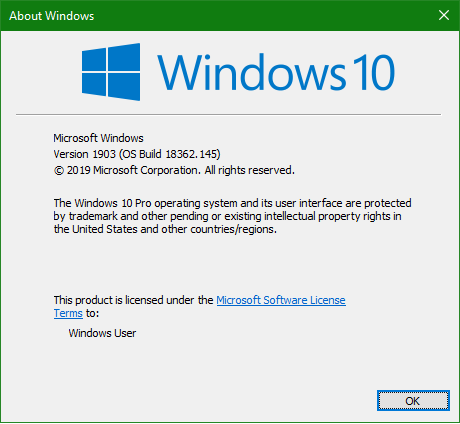 About Windows
Windows 10
Microsoft Windows
Version 1903 (OS Build 18362.145)
© 2019 Microsoft Corporation. All rights reserved.
The Windows 10 Pro operating system and its user interface are protected
by trademark and other pending or existing intellectual property rights in
the United States and other countries/regions.
This product is licensed under the Microsoft Software License
Terms to:
Windows User
OK